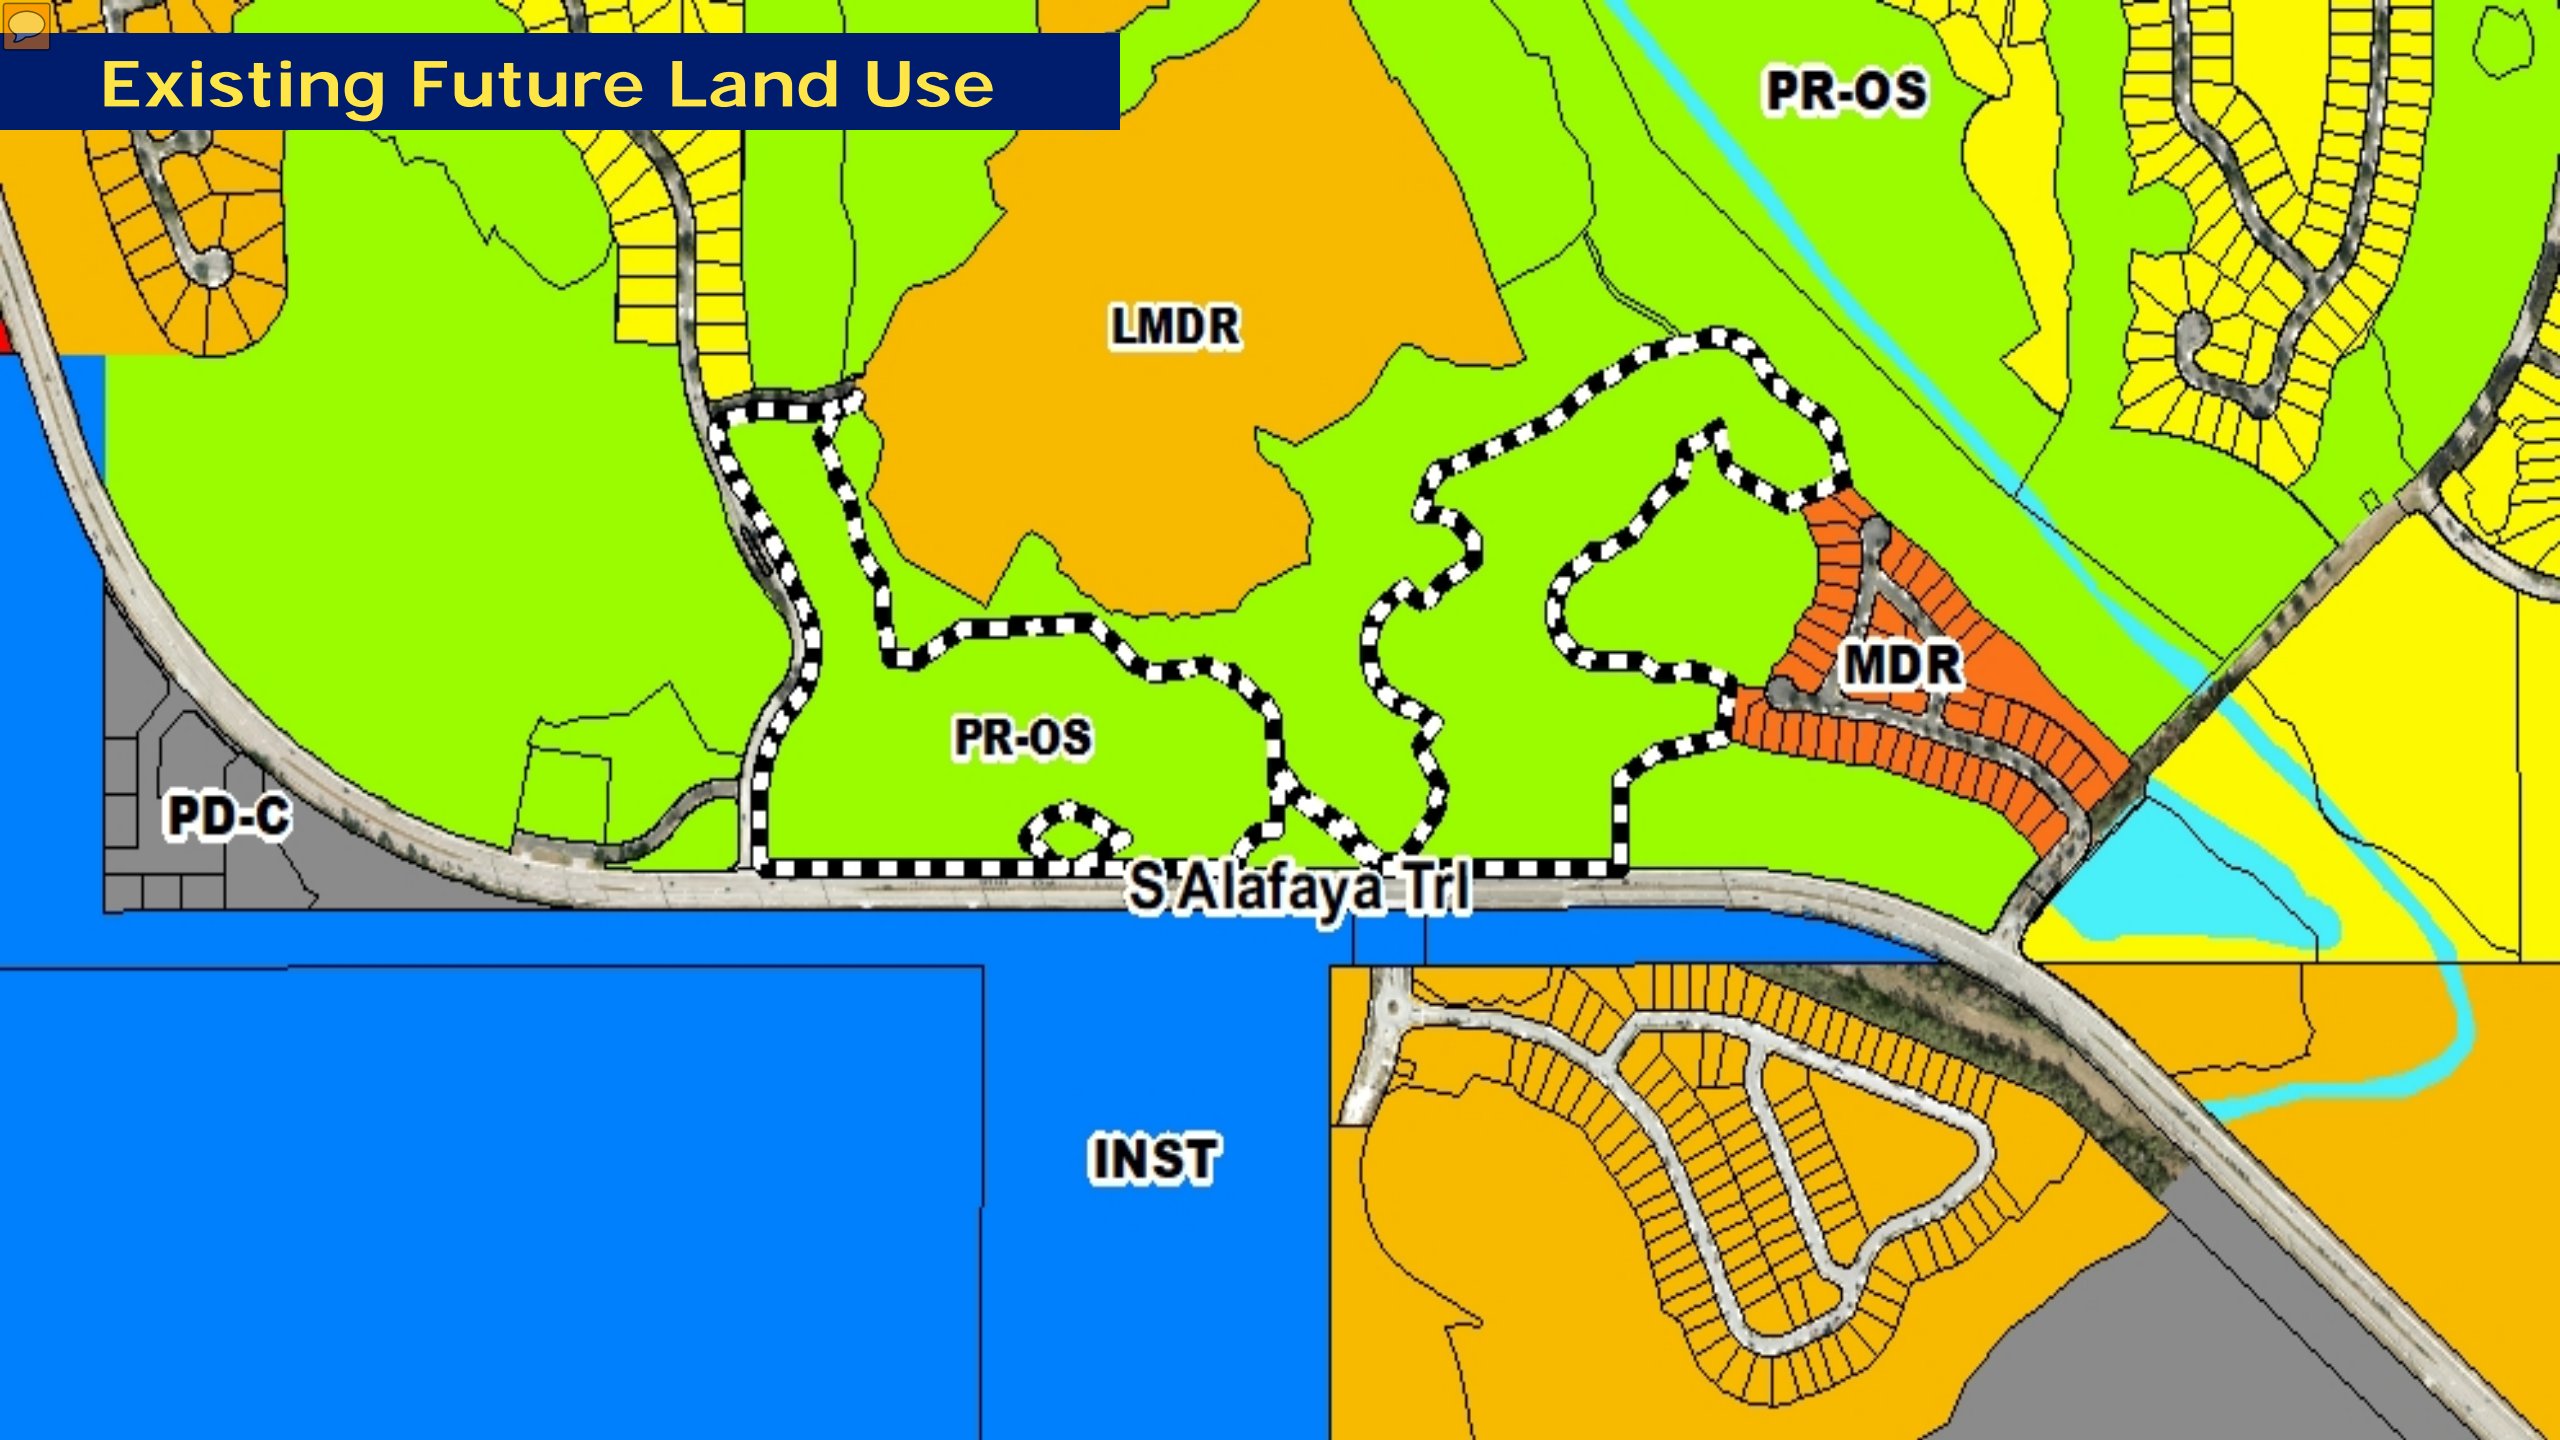 Existing Future Land Use
PR-OS
LMDR
MDR
PR-OS
PD-C
S Alafaya Trl
INST